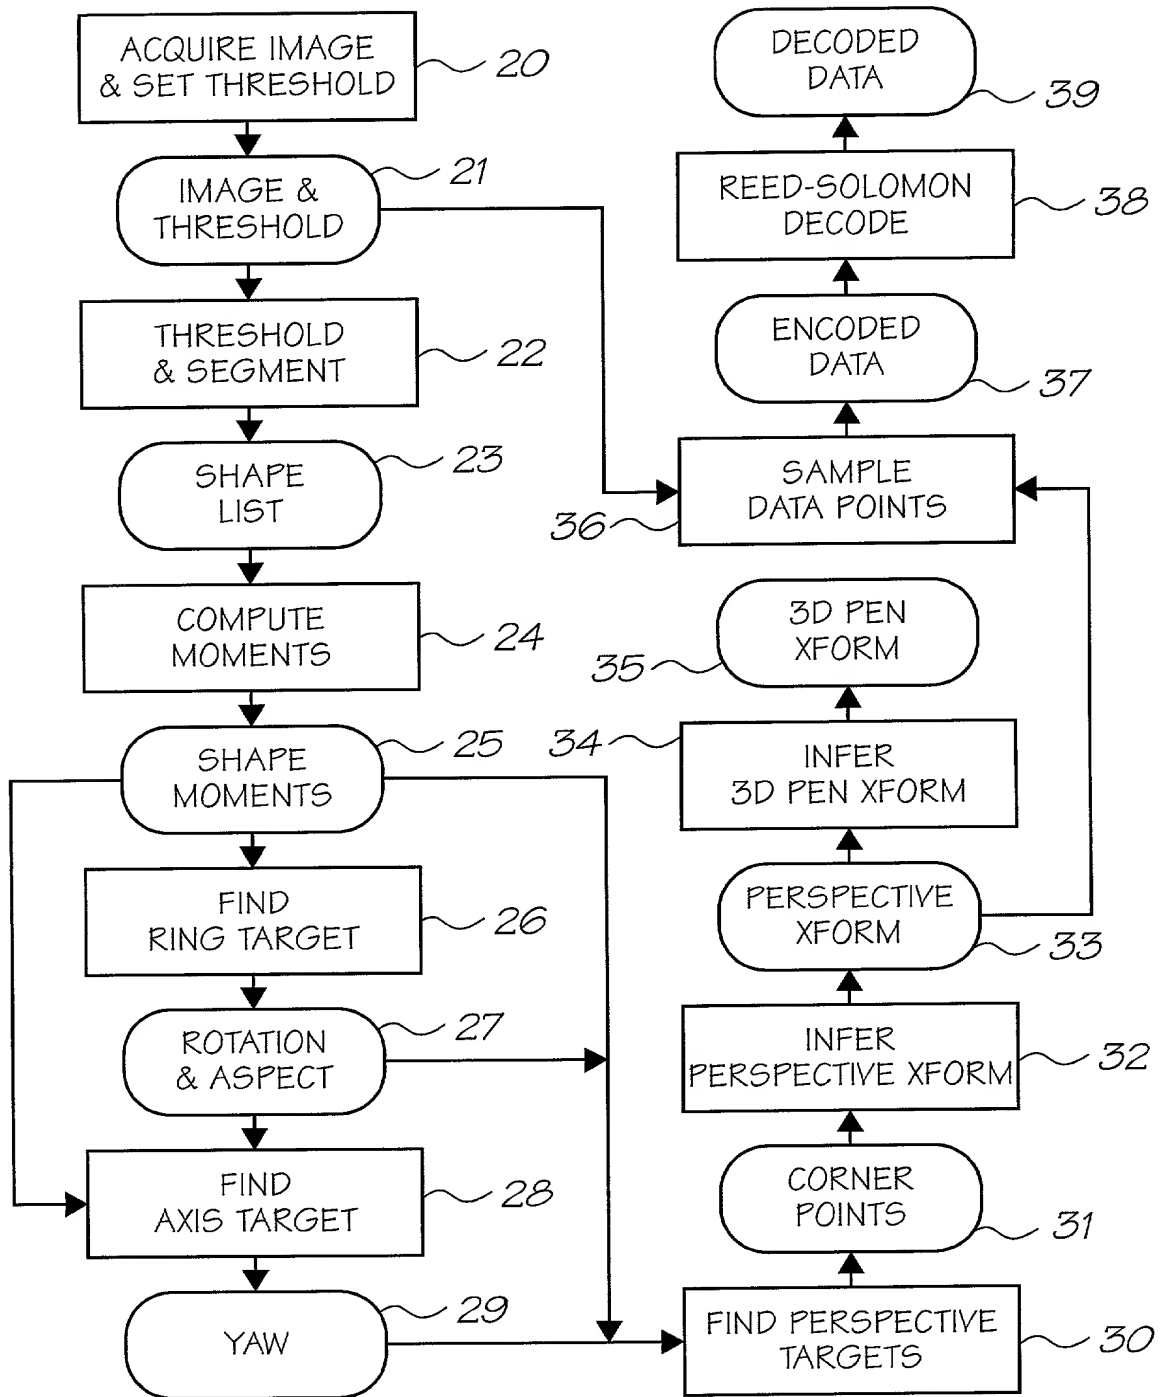 ACQUIRE IMAGE
& SET THRESHOLD
20
IMAGE &
THRESHOLD
21
THRESHOLD
& SEGMENT
22
SHAPE
LIST
23
COMPUTE
MOMENTS
24
SHAPE
MOMENTS
25
FIND
RING TARGET
26
ROTATION
& ASPECT
27
FIND
AXIS TARGET
28
YAW
29
DECODED
DATA
39
REED-SOLOMON
DECODE
38
ENCODED
DATA
37
SAMPLE
DATA POINTS
36
3D PEN
XFORM
35
34
INFER
3D PEN XFORM
PERSPECTIVE
XFORM
33
INFER
PERSPECTIVE XFORM
32
CORNER
POINTS
31
FIND PERSPECTIVE
TARGETS
30